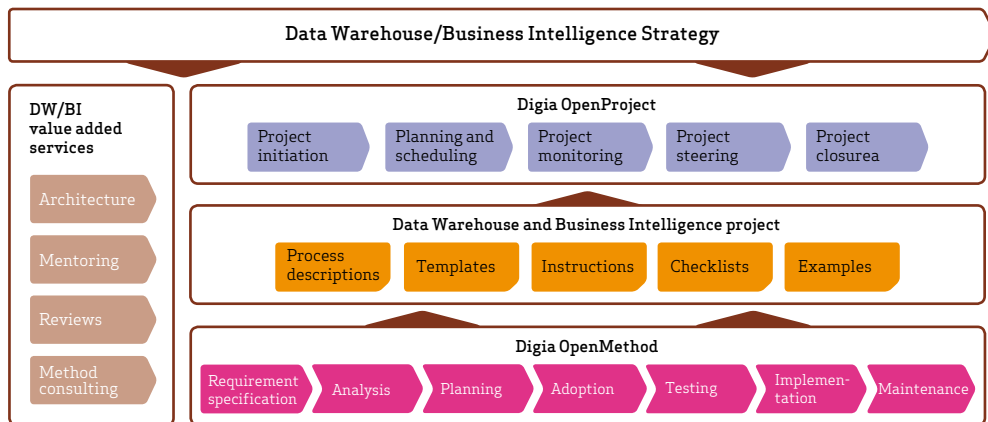 Data Warehouse/Business Intelligence Strategy
DW/BI
value added
services
Architecture
Mentoring
Reviews
Method
consulting
Digia OpenProject
Project
initiation
Planning and
scheduling
Project
monitoring
Project
steering
Project
closurea
Data Warehouse and Business Intelligence project
Process
descriptions
Templates
Instructions
Checklists
Examples
Digia OpenMethod
Requirement
specification
Analysis
Planning
Adoption
Testing
Implemen-
tation
Maintenance